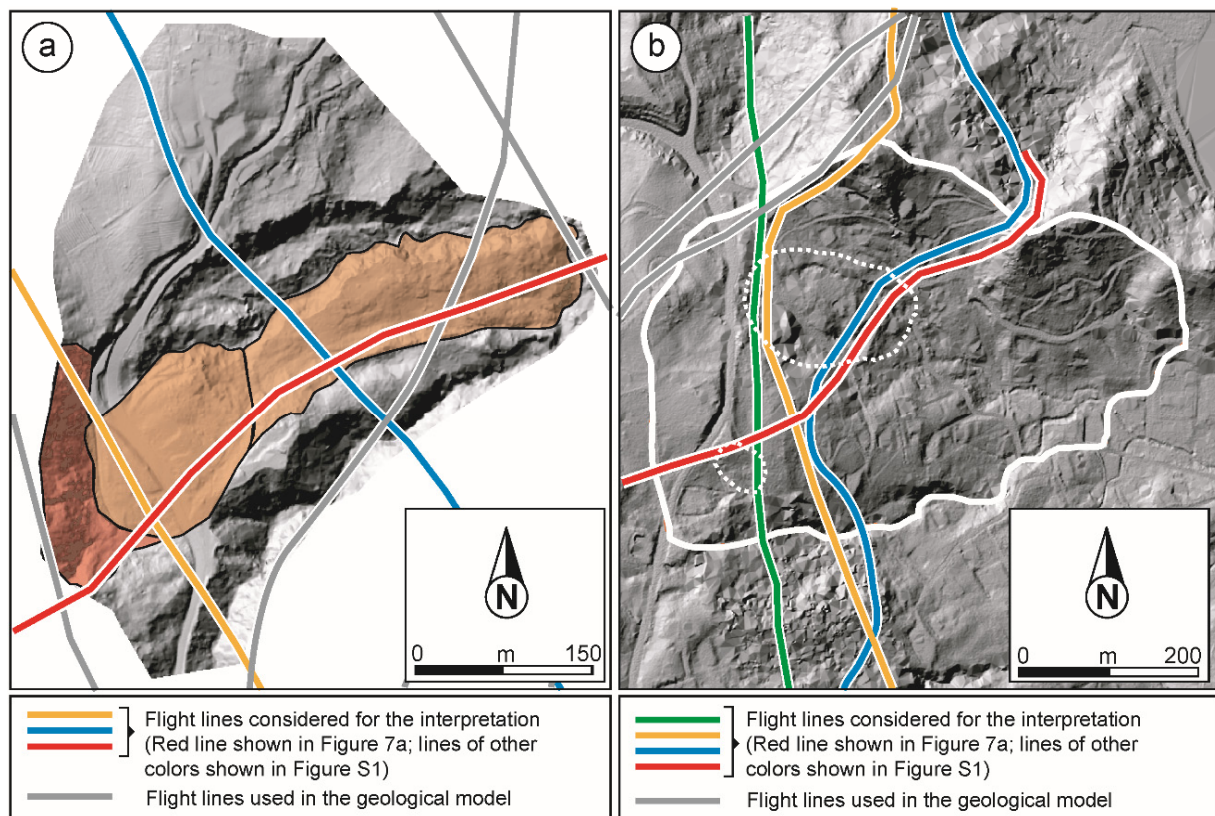 a
b
N
0 m 150
N
0 m 200
Flight lines considered for the interpretation
(Red line shown in Figure 7a; lines of other
colors shown in Figure S1)
Flight lines used in the geological model
Flight lines considered for the interpretation
(Red line shown in Figure 7a; lines of other
colors shown in Figure S1)
Flight lines used in the geological model